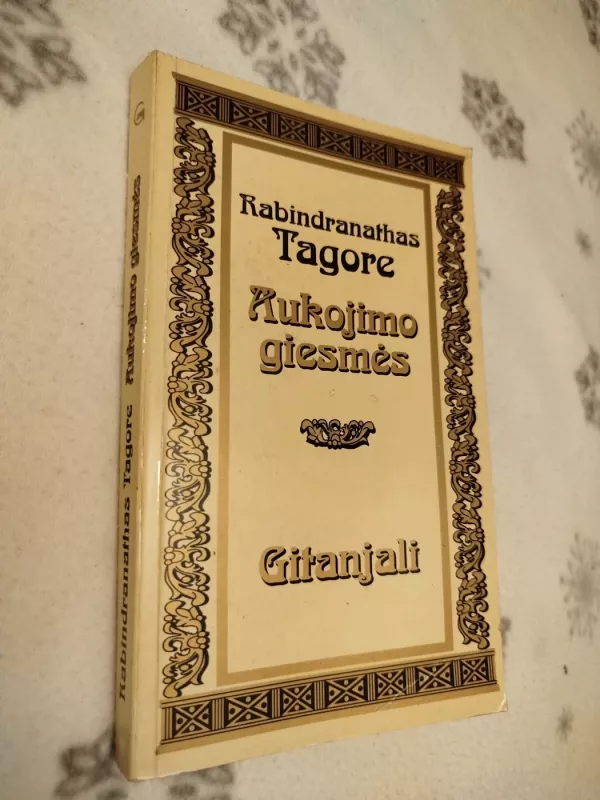 Rabindranathas
Tagore
Aukojimo
giesmės
Gitanjali
Rabindranathas Tagore Aukojimo giesmės